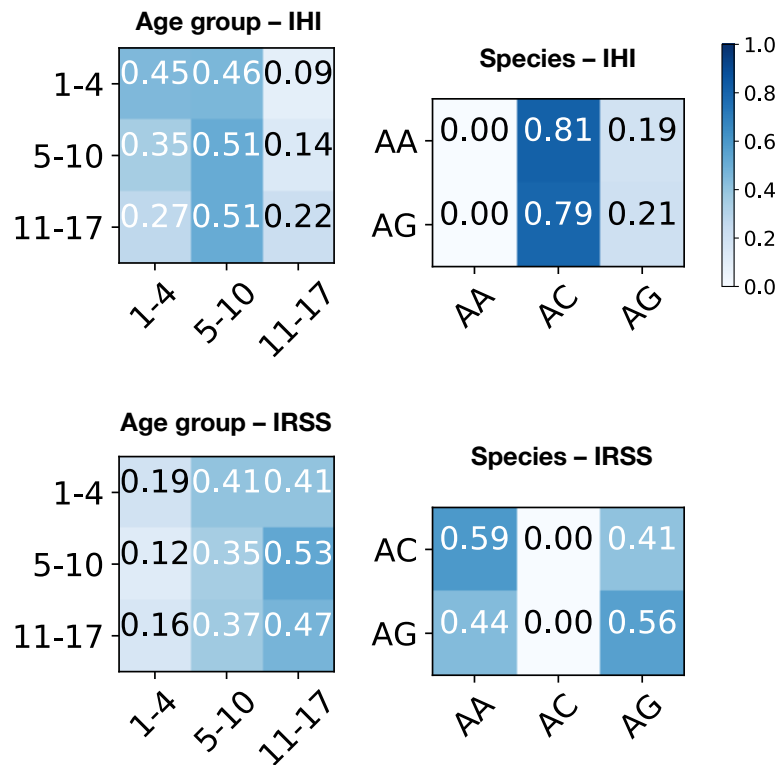 Age group – IHI
1-4 0.45 0.46 0.09
5-10 0.35 0.51 0.14
11-17 0.27 0.51 0.22
1-4 5-10 11-17
Species – IHI
AA 0.00 0.81 0.19
AG 0.00 0.79 0.21
AA AC AG
1.0
0.8
0.6
0.4
0.2
0.0
Age group – IRSS
1-4 0.19 0.41 0.41
5-10 0.12 0.35 0.53
11-17 0.16 0.37 0.47
1-4 5-10 11-17
Species – IRSS
AC 0.59 0.00 0.41
AG 0.44 0.00 0.56
AA AC AG